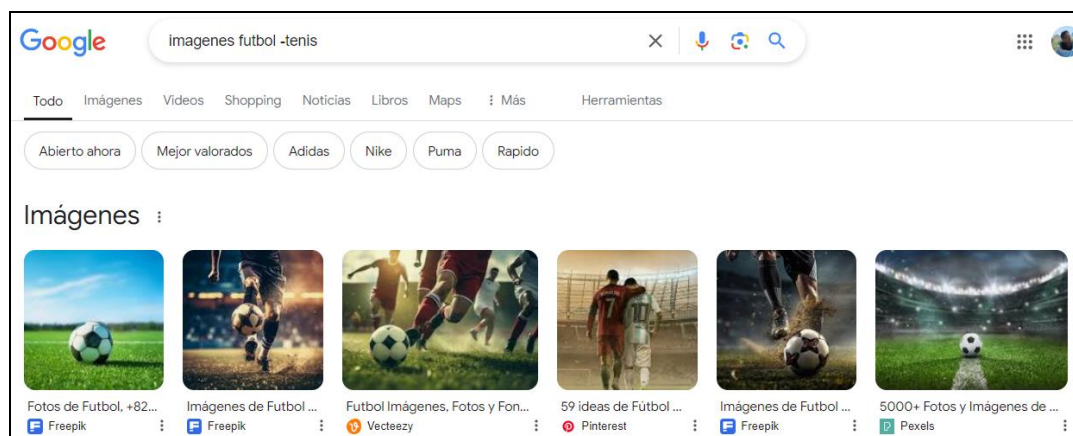 Google imagenes futbol -tenis
Todo Imágenes Videos Shopping Noticias Libros Maps Más Herramientas
Abierto ahora Mejor valorados Adidas Nike Puma Rapido
Imágenes
7 10
Fotos de Futbol, +82... Imágenes de Futbol ... Futbol Imágenes, Fotos y Fon... 59 ideas de Fútbol ... Imágenes de Futbol ... 5000+ Fotos y Imágenes de ...
Freepik Freepik Vecteezy Pinterest Freepik Pexels